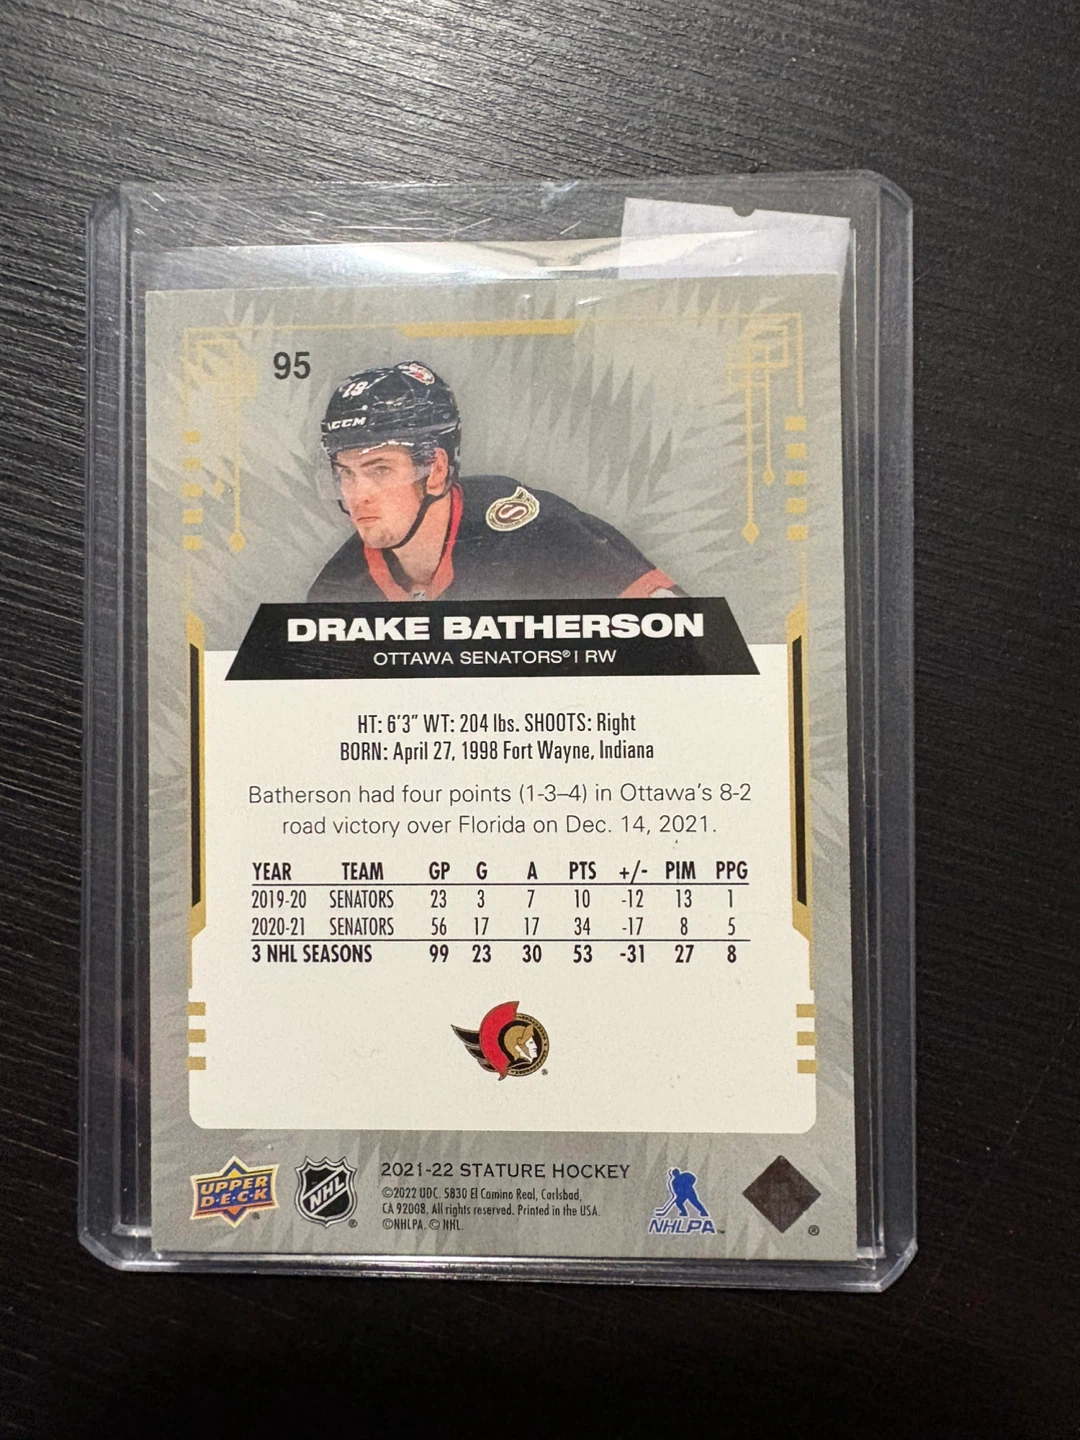 95
19
CCM
S
DRAKE BATHERSON
OTTAWA SENATORS® | RW
HT: 6'3" WT: 204 lbs. SHOOTS: Right
BORN: April 27, 1998 Fort Wayne, Indiana
Batherson had four points (1-3–4) in Ottawa's 8-2
road victory over Florida on Dec. 14, 2021.
YEAR TEAM GP G A PTS +/- PIM PPG
2019-20 SENATORS 23 3 7 10 -12 13 1
2020-21 SENATORS 56 17 17 34 -17 8 5
3 NHL SEASONS 99 23 30 53 -31 27 8
®
UPPER
D·E·C·K
®
NHL
®
2021-22 STATURE HOCKEY
©2022 UDC. 5830 El Camino Real, Carlsbad,
CA 92008. All rights reserved. Printed in the USA.
©NHLPA. © NHL.
NHLPA™
®